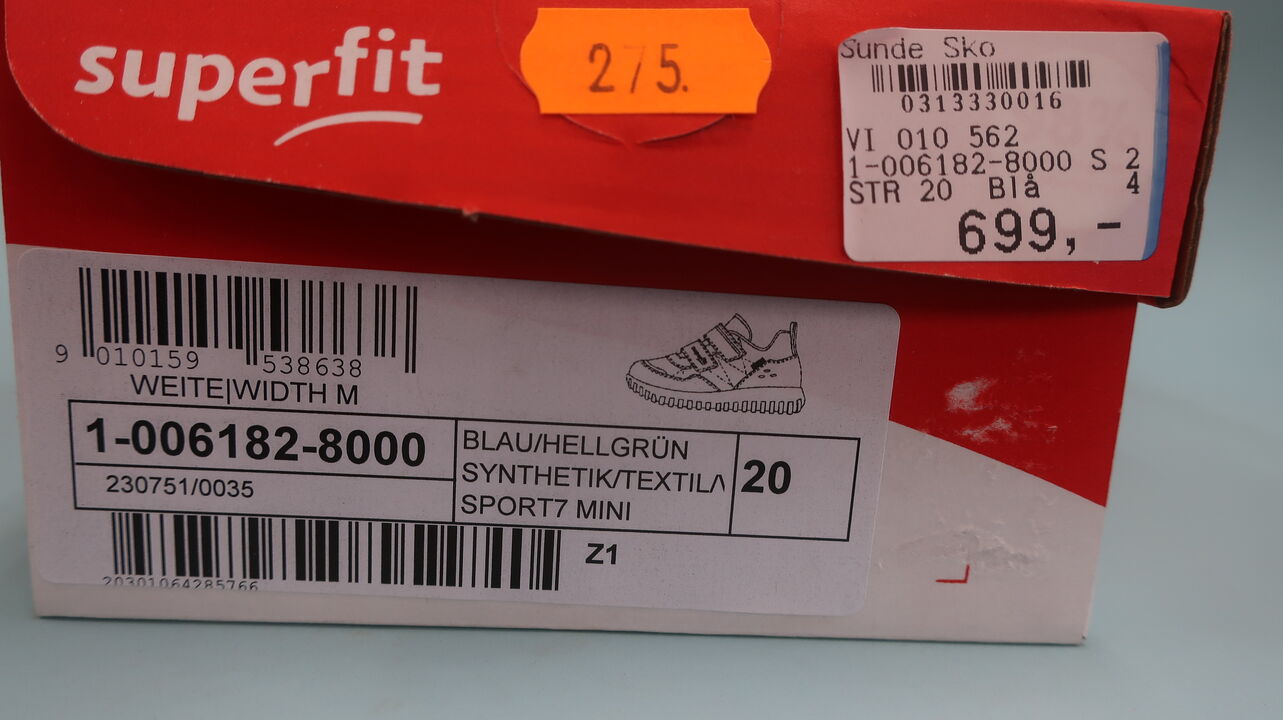 superfit
275.
Sunde Sko
0313330016
VI 010 562
1-006182-8000 S 2
STR 20 Blå 4
699,-
9 010159 538638
WEITE|WIDTH M
1-006182-8000
230751/0035
BLAU/HELLGRÜN
SYNTHETIK/TEXTIL/
SPORT7 MINI
20
Z1
20301064285766